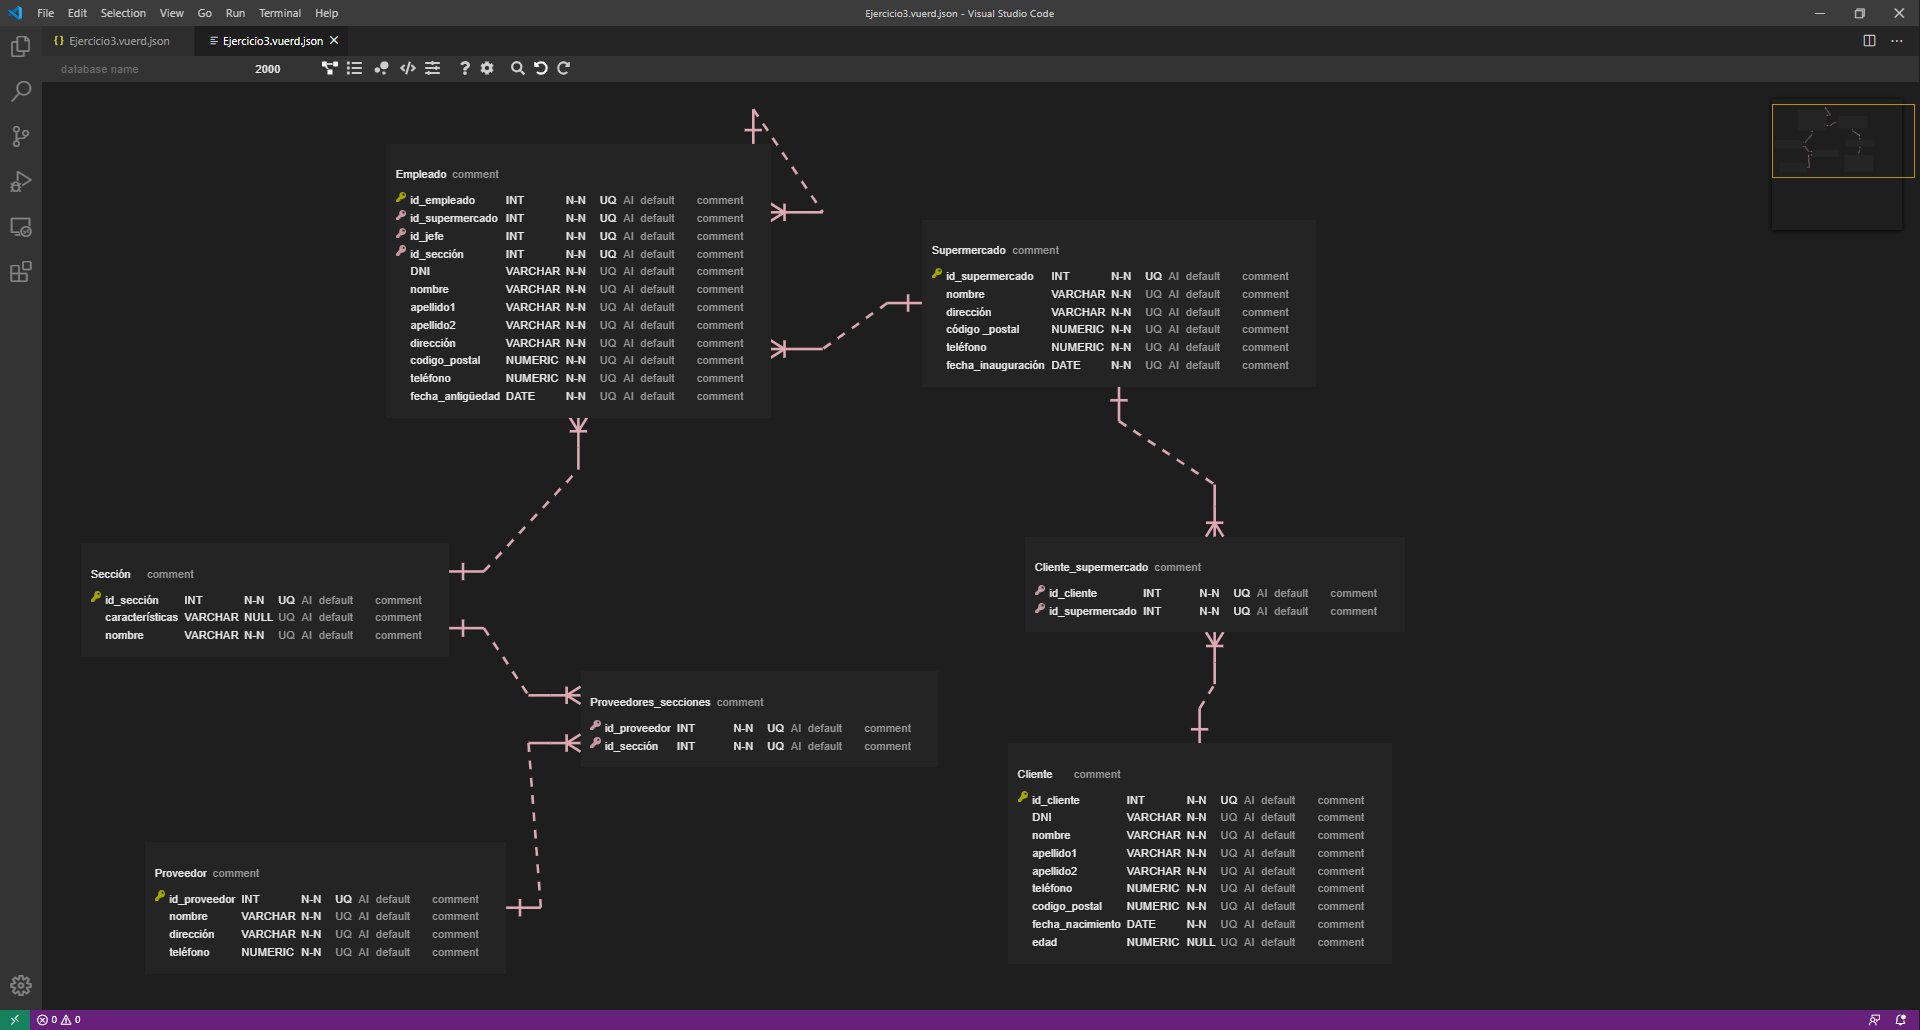 File Edit Selection View Go Run Terminal Help
Ejercicio3.vuerd.json - Visual Studio Code
{} Ejercicio3.vuerd.json
Ejercicio3.vuerd.json
database name 2000
Empleado comment
id_empleado INT N-N UQ AI default comment
id_supermercado INT N-N UQ AI default comment
id_jefe INT N-N UQ AI default comment
id_sección INT N-N UQ AI default comment
DNI VARCHAR N-N UQ AI default comment
nombre VARCHAR N-N UQ AI default comment
apellido1 VARCHAR N-N UQ AI default comment
apellido2 VARCHAR N-N UQ AI default comment
dirección VARCHAR N-N UQ AI default comment
codigo_postal NUMERIC N-N UQ AI default comment
teléfono NUMERIC N-N UQ AI default comment
fecha_antigüedad DATE N-N UQ AI default comment
Supermercado comment
id_supermercado INT N-N UQ AI default comment
nombre VARCHAR N-N UQ AI default comment
dirección VARCHAR N-N UQ AI default comment
código _postal NUMERIC N-N UQ AI default comment
teléfono NUMERIC N-N UQ AI default comment
fecha_inauguración DATE N-N UQ AI default comment
Sección comment
id_sección INT N-N UQ AI default comment
características VARCHAR NULL UQ AI default comment
nombre VARCHAR N-N UQ AI default comment
Cliente_supermercado comment
id_cliente INT N-N UQ AI default comment
id_supermercado INT N-N UQ AI default comment
Proveedores_secciones comment
id_proveedor INT N-N UQ AI default comment
id_sección INT N-N UQ AI default comment
Cliente comment
id_cliente INT N-N UQ AI default comment
DNI VARCHAR N-N UQ AI default comment
nombre VARCHAR N-N UQ AI default comment
apellido1 VARCHAR N-N UQ AI default comment
apellido2 VARCHAR N-N UQ AI default comment
teléfono NUMERIC N-N UQ AI default comment
codigo_postal NUMERIC N-N UQ AI default comment
fecha_nacimiento DATE N-N UQ AI default comment
edad NUMERIC NULL UQ AI default comment
Proveedor comment
id_proveedor INT N-N UQ AI default comment
nombre VARCHAR N-N UQ AI default comment
dirección VARCHAR N-N UQ AI default comment
teléfono NUMERIC N-N UQ AI default comment
0 0